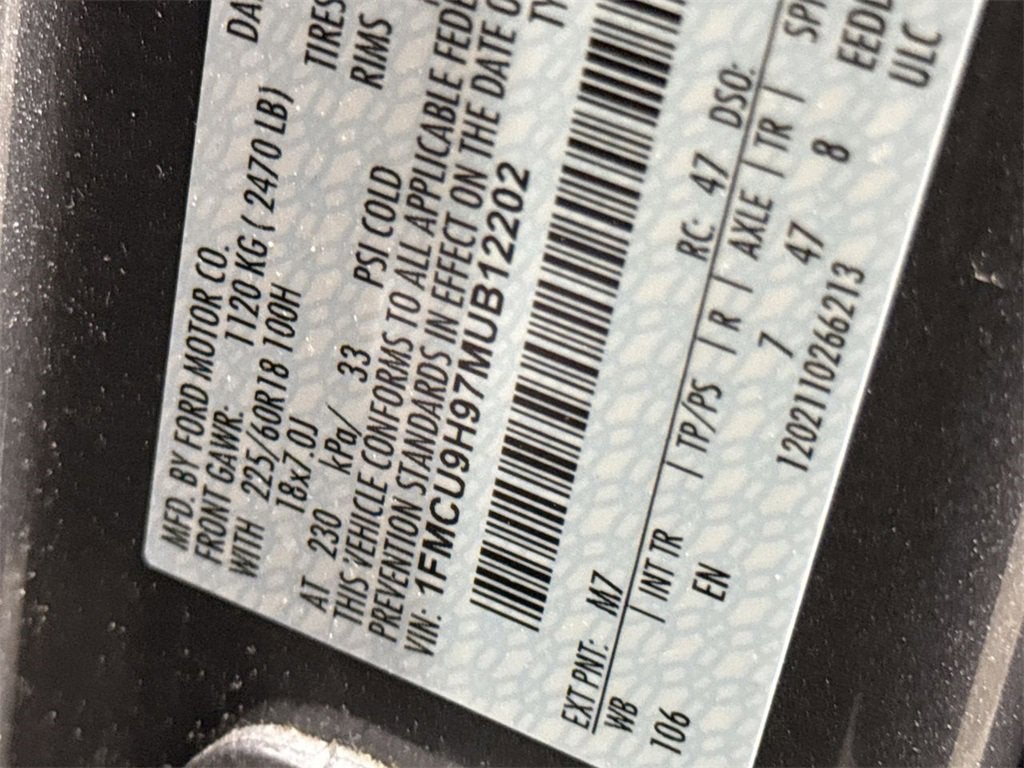 MFD. BY FORD MOTOR CO.
FRONT GAWR: 1120 KG ( 2470 LB)
WITH 225/60R18 100H TIRES
18x7.0J RIMS
AT 230 kPa/ 33 PSI COLD
THIS VEHICLE CONFORMS TO ALL APPLICABLE
PREVENTION STANDARDS IN EFFECT ON THE DATE
VIN: 1FMCU9H97MUB12202
EXT PNT: M7 RC: 47 DSO:
WB | INT TR | TP/PS | R | AXLE | TR |
106 EN 7 47 8
1202110266213 ULC